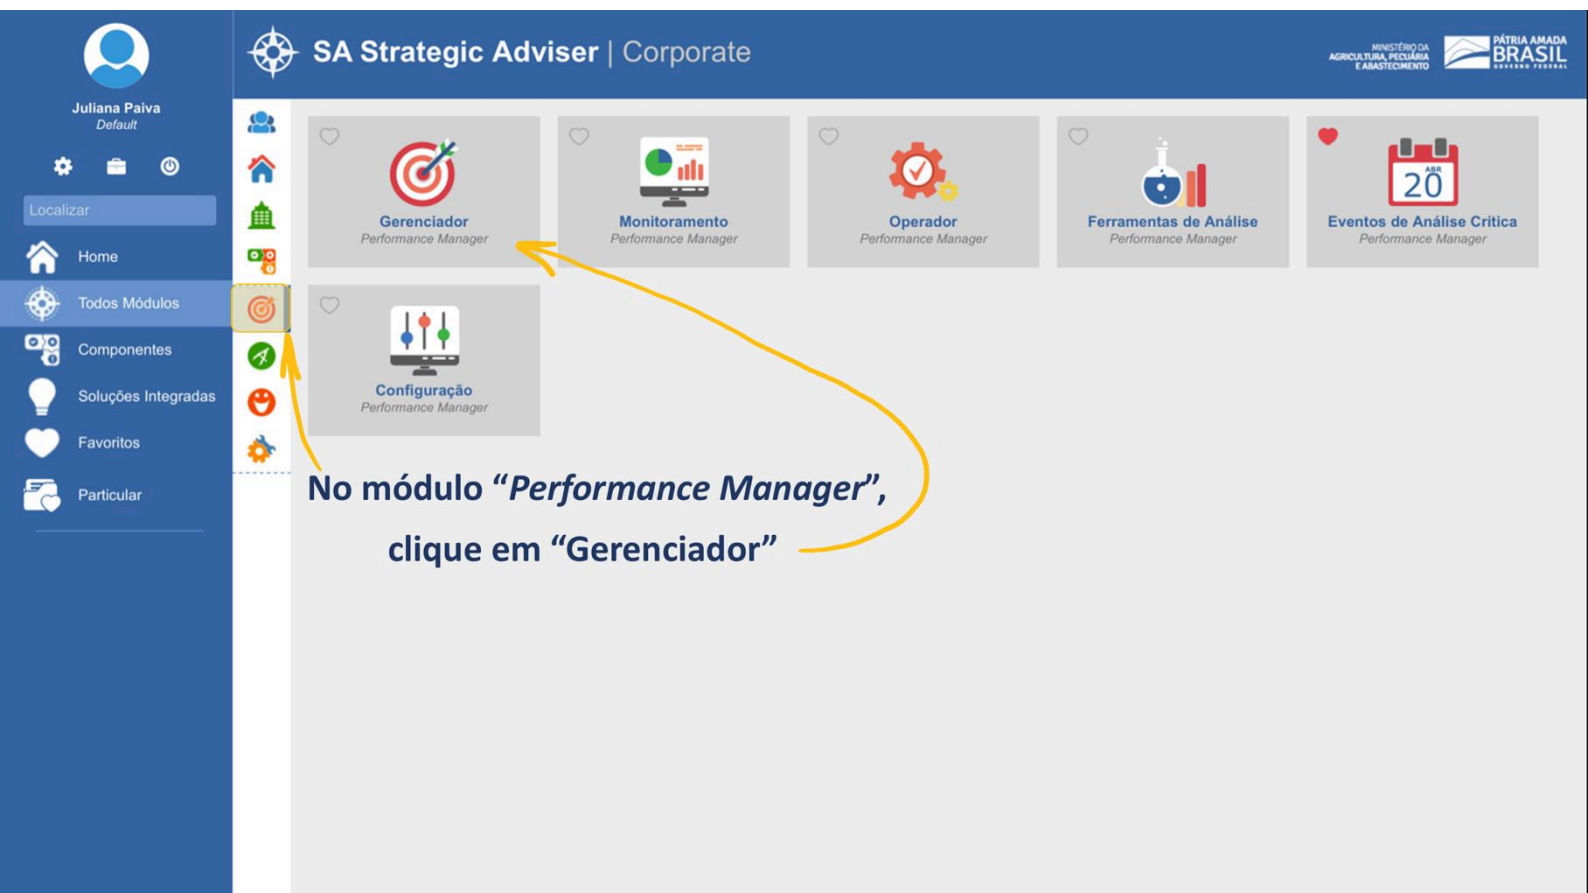 Juliana Paiva
Default
Localizar
Home
Todos Módulos
Componentes
Soluções Integradas
Favoritos
Particular
SA Strategic Adviser | Corporate
MINISTÉRIO DA
AGRICULTURA, PECUÁRIA
E ABASTECIMENTO
PÁTRIA AMADA
BRASIL
GOVERNO FEDERAL
Gerenciador
Performance Manager
Monitoramento
Performance Manager
Operador
Performance Manager
Ferramentas de Análise
Performance Manager
ABR
20
Eventos de Análise Crítica
Performance Manager
Configuração
Performance Manager
No módulo “Performance Manager”,
clique em “Gerenciador”